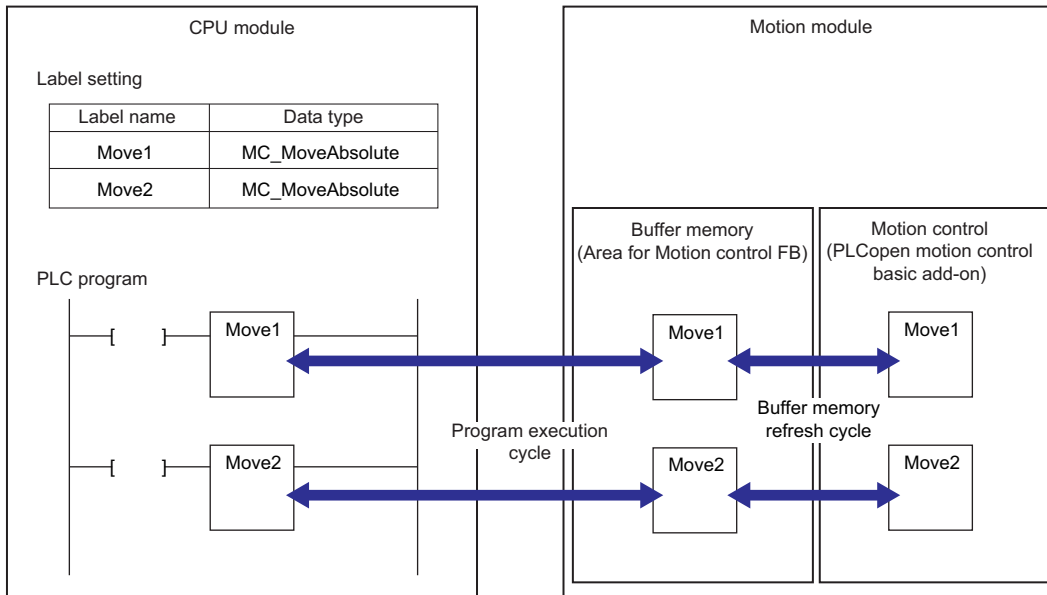 CPU module
Label setting
Label name Data type
Move1 MC_MoveAbsolute
Move2 MC_MoveAbsolute
PLC program
[ ] Move1
[ ] Move2
Program execution
cycle
Motion module
Buffer memory
(Area for Motion control FB)
Move1
Move2
Buffer memory
refresh cycle
Motion control
(PLCopen motion control
basic add-on)
Move1
Move2